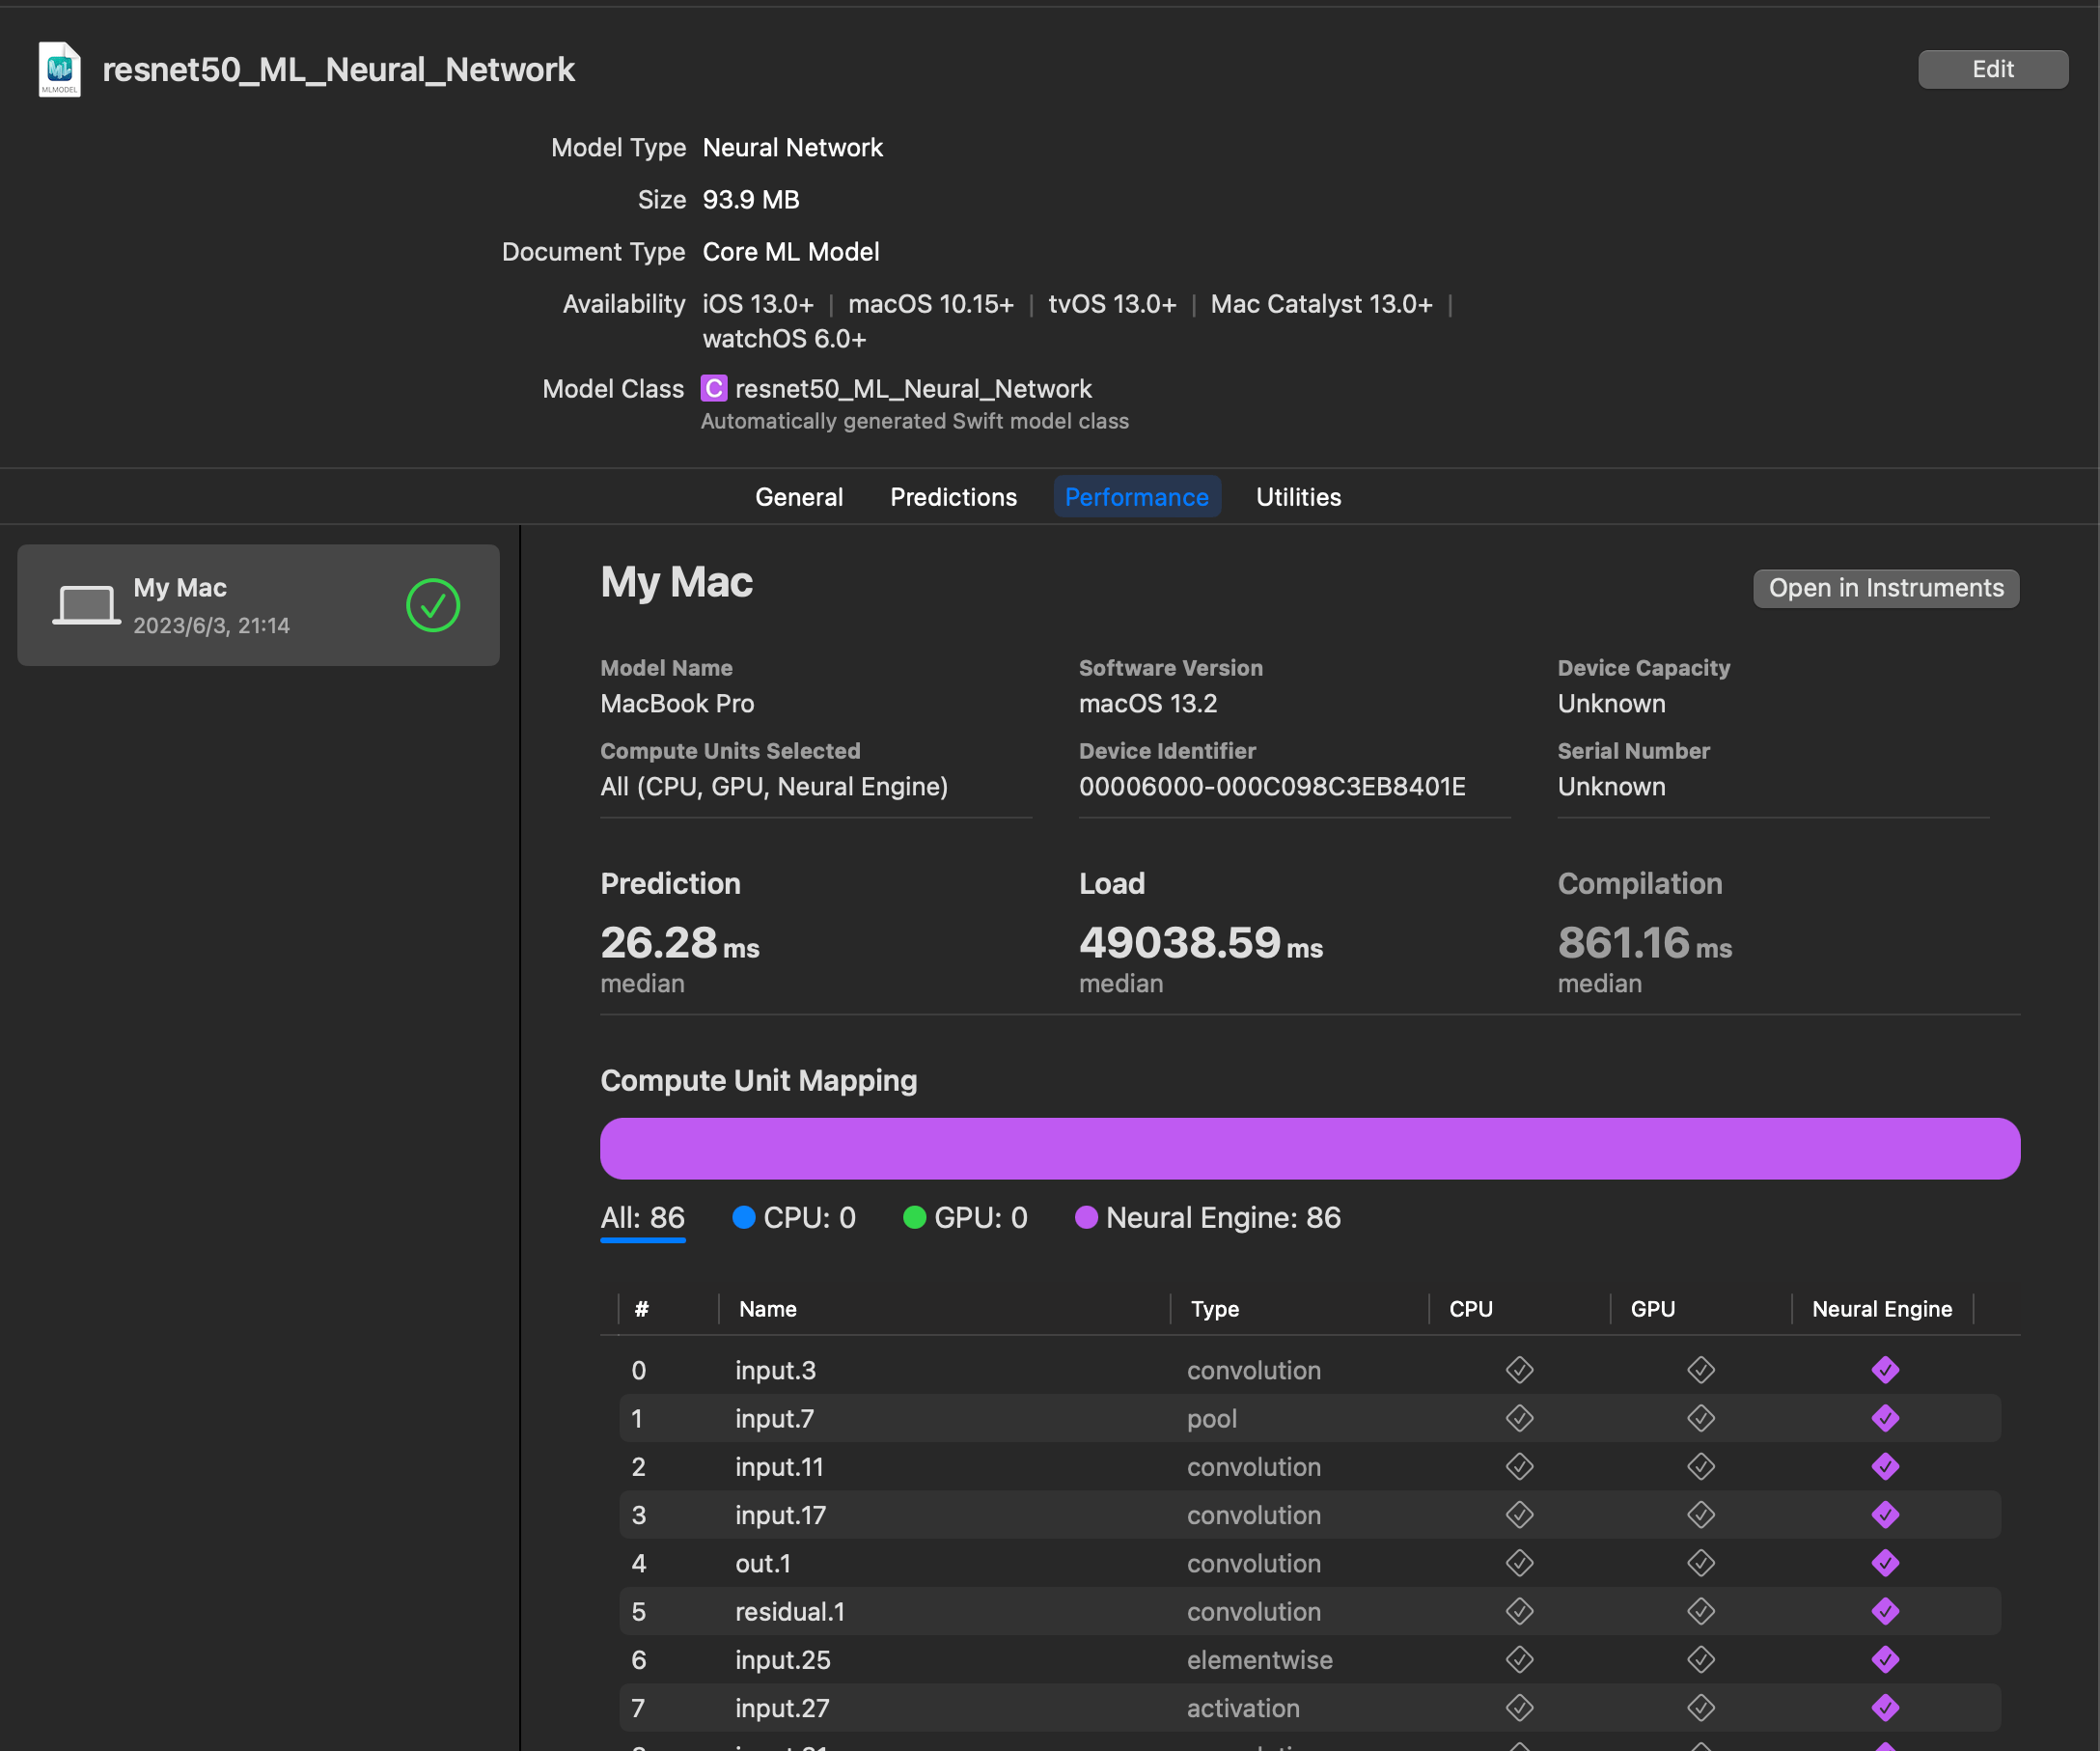 MLMODEL
resnet50_ML_Neural_Network
Edit
Model Type Neural Network
Size 93.9 MB
Document Type Core ML Model
Availability iOS 13.0+ | macOS 10.15+ | tvOS 13.0+ | Mac Catalyst 13.0+ |
watchOS 6.0+
Model Class C resnet50_ML_Neural_Network
Automatically generated Swift model class
General Predictions Performance Utilities
My Mac
2023/6/3, 21:14
My Mac
Open in Instruments
Model Name Software Version Device Capacity
MacBook Pro macOS 13.2 Unknown
Compute Units Selected Device Identifier Serial Number
All (CPU, GPU, Neural Engine) 00006000-000C098C3EB8401E Unknown
Prediction Load Compilation
26.28 ms 49038.59 ms 861.16 ms
median median median
Compute Unit Mapping
All: 86 CPU: 0 GPU: 0 Neural Engine: 86
# Name Type CPU GPU Neural Engine
0 input.3 convolution
1 input.7 pool
2 input.11 convolution
3 input.17 convolution
4 out.1 convolution
5 residual.1 convolution
6 input.25 elementwise
7 input.27 activation